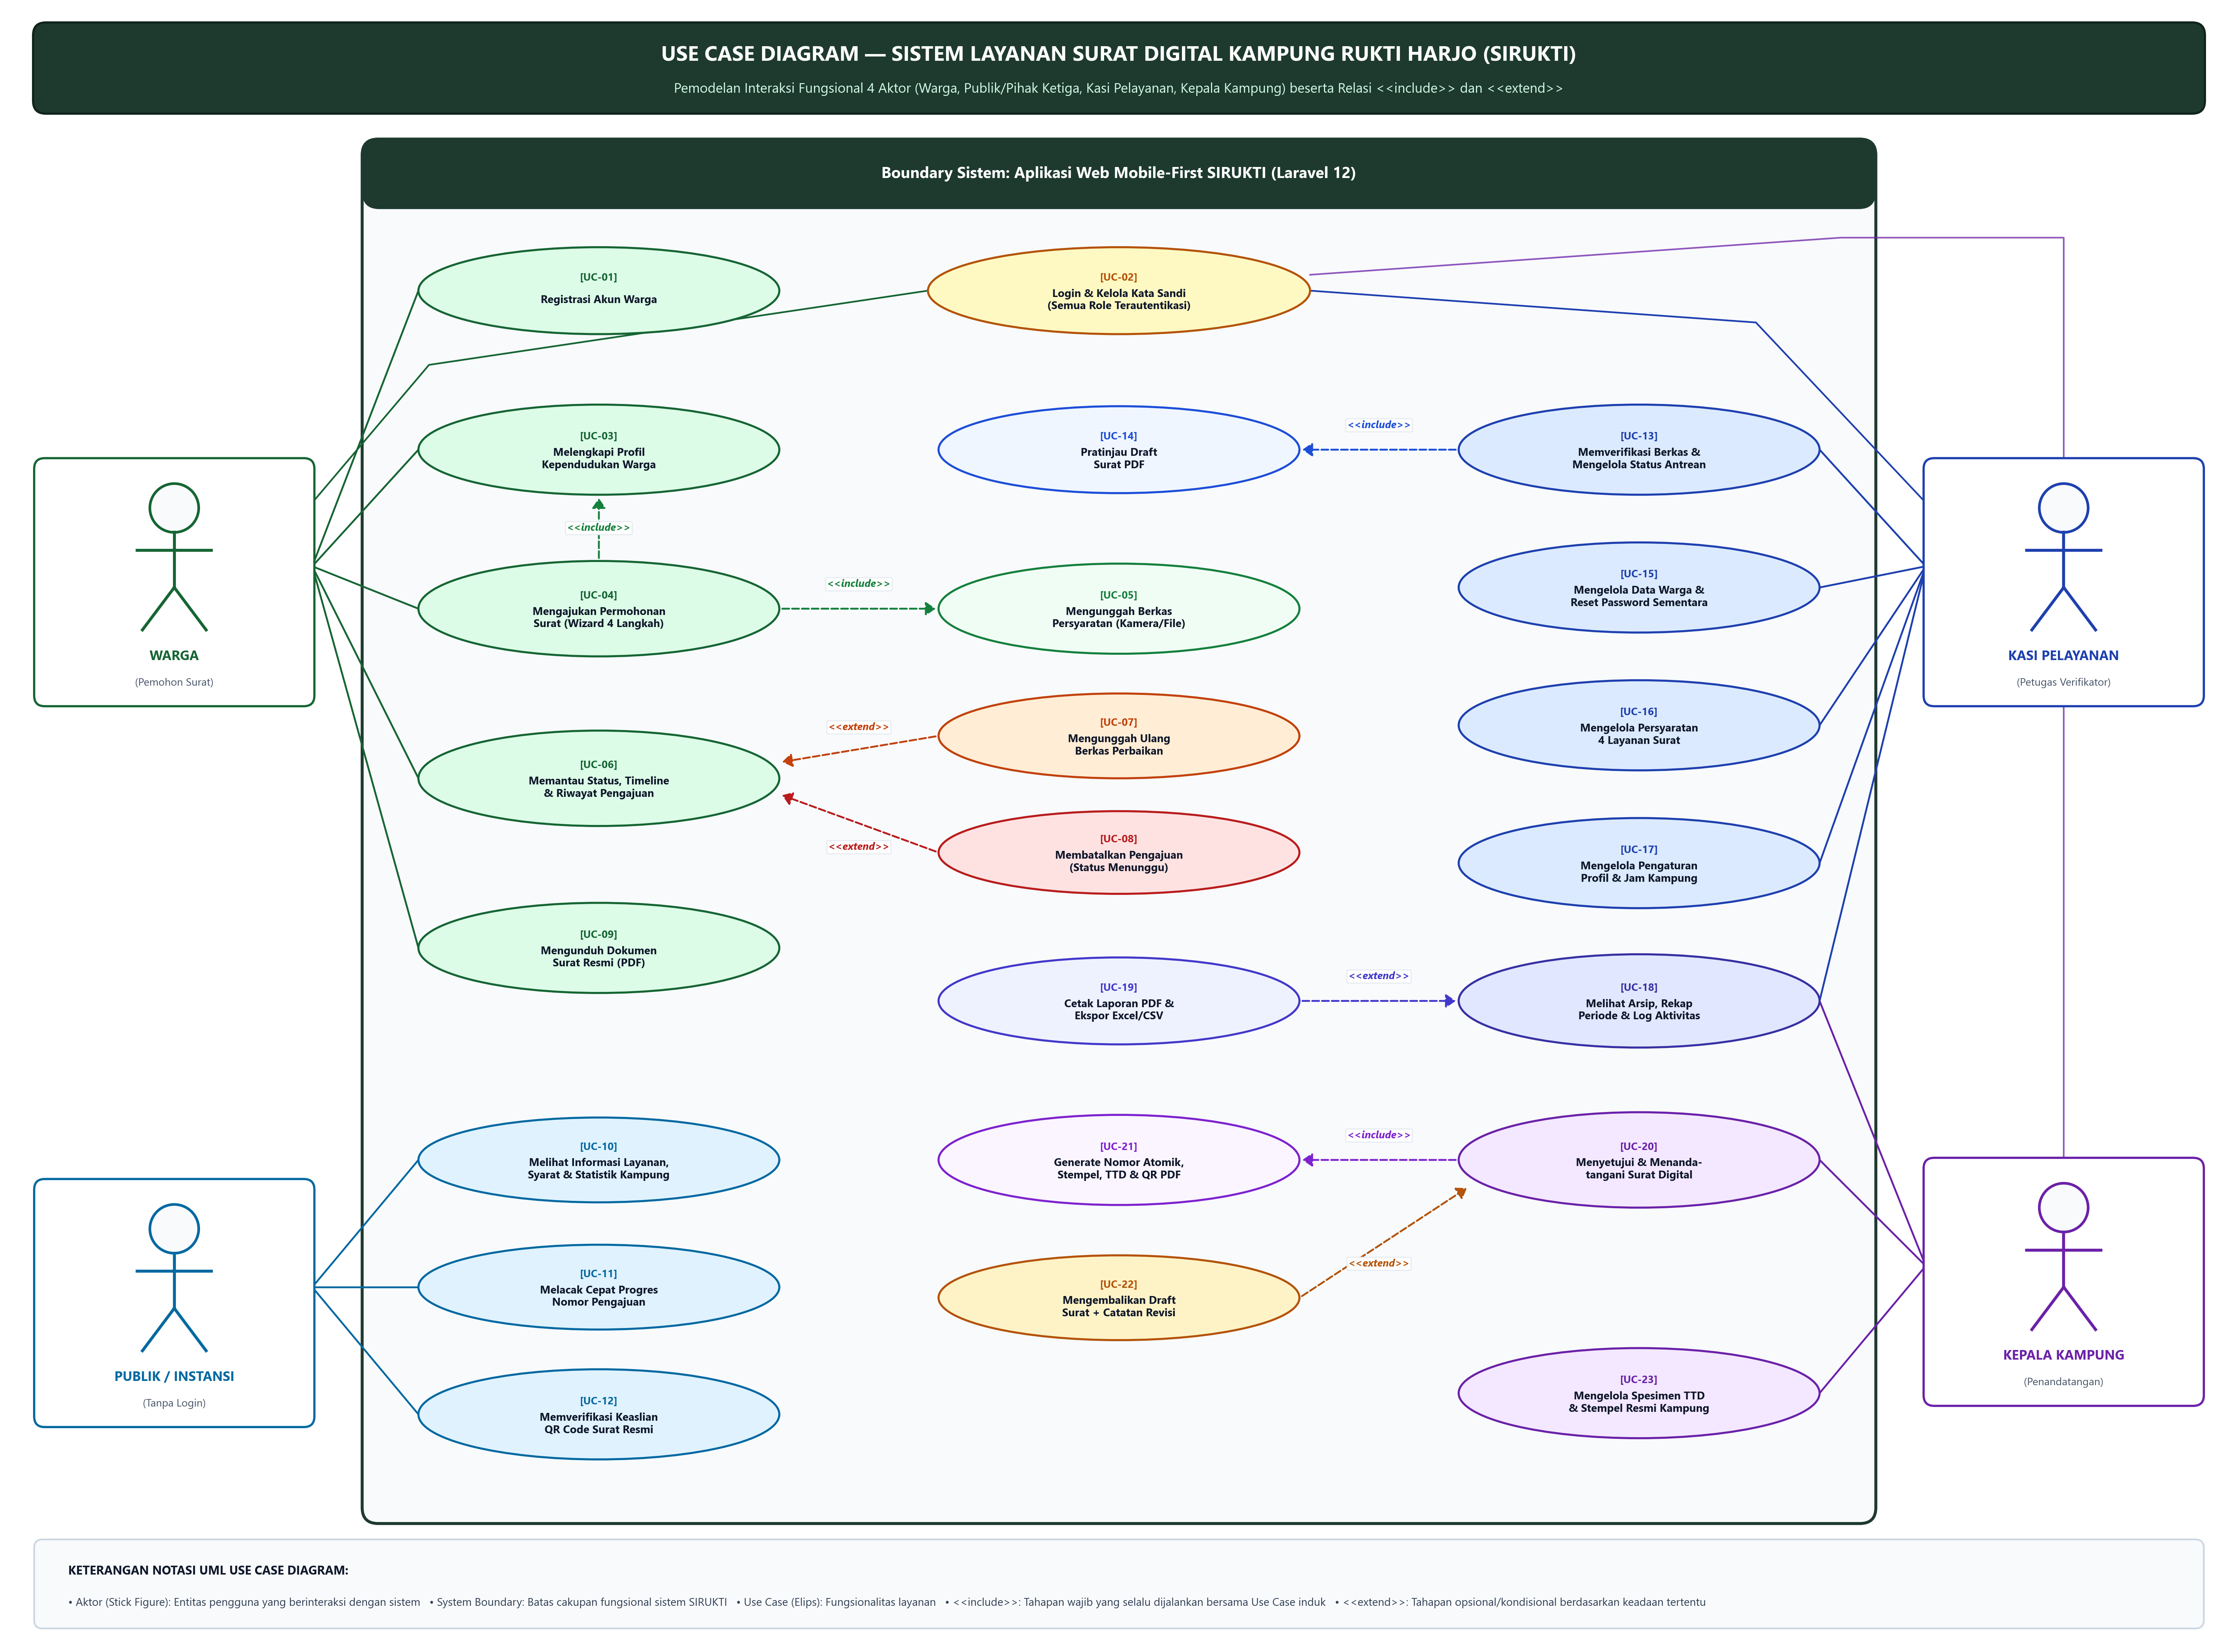 USE CASE DIAGRAM — SISTEM LAYANAN SURAT DIGITAL KAMPUNG RUKTI HARJO (SIRUKTI)
Pemodelan Interaksi Fungsional 4 Aktor (Warga, Publik/Pihak Ketiga, Kasi Pelayanan, Kepala Kampung) beserta Relasi <<include>> dan <<extend>>
Boundary Sistem: Aplikasi Web Mobile-First SIRUKTI (Laravel 12)
[UC-01]
Registrasi Akun Warga
[UC-02]
Login & Kelola Kata Sandi
(Semua Role Terautentikasi)
[UC-03]
Melengkapi Profil
Kependudukan Warga
[UC-14]
Pratinjau Draft
Surat PDF
<<include>>
[UC-13]
Memverifikasi Berkas &
Mengelola Status Antrean
<<include>>
[UC-04]
Mengajukan Permohonan
Surat (Wizard 4 Langkah)
<<include>>
[UC-05]
Mengunggah Berkas
Persyaratan (Kamera/File)
[UC-15]
Mengelola Data Warga &
Reset Password Sementara
WARGA
(Pemohon Surat)
KASI PELAYANAN
(Petugas Verifikator)
[UC-06]
Memantau Status, Timeline
& Riwayat Pengajuan
<<extend>>
[UC-07]
Mengunggah Ulang
Berkas Perbaikan
[UC-16]
Mengelola Persyaratan
4 Layanan Surat
<<extend>>
[UC-08]
Membatalkan Pengajuan
(Status Menunggu)
[UC-17]
Mengelola Pengaturan
Profil & Jam Kampung
[UC-09]
Mengunduh Dokumen
Surat Resmi (PDF)
[UC-19]
Cetak Laporan PDF &
Ekspor Excel/CSV
<<extend>>
[UC-18]
Melihat Arsip, Rekap
Periode & Log Aktivitas
[UC-10]
Melihat Informasi Layanan,
Syarat & Statistik Kampung
[UC-21]
Generate Nomor Atomik,
Stempel, TTD & QR PDF
<<include>>
[UC-20]
Menyetujui & Menanda-
tangani Surat Digital
[UC-11]
Melacak Cepat Progres
Nomor Pengajuan
[UC-22]
Mengembalikan Draft
Surat + Catatan Revisi
<<extend>>
PUBLIK / INSTANSI
(Tanpa Login)
KEPALA KAMPUNG
(Penandatangan)
[UC-12]
Memverifikasi Keaslian
QR Code Surat Resmi
[UC-23]
Mengelola Spesimen TTD
& Stempel Resmi Kampung
KETERANGAN NOTASI UML USE CASE DIAGRAM:
• Aktor (Stick Figure): Entitas pengguna yang berinteraksi dengan sistem • System Boundary: Batas cakupan fungsional sistem SIRUKTI • Use Case (Elips): Fungsionalitas layanan • <<include>>: Tahapan wajib yang selalu dijalankan bersama Use Case induk • <<extend>>: Tahapan opsional/kondisional berdasarkan keadaan tertentu